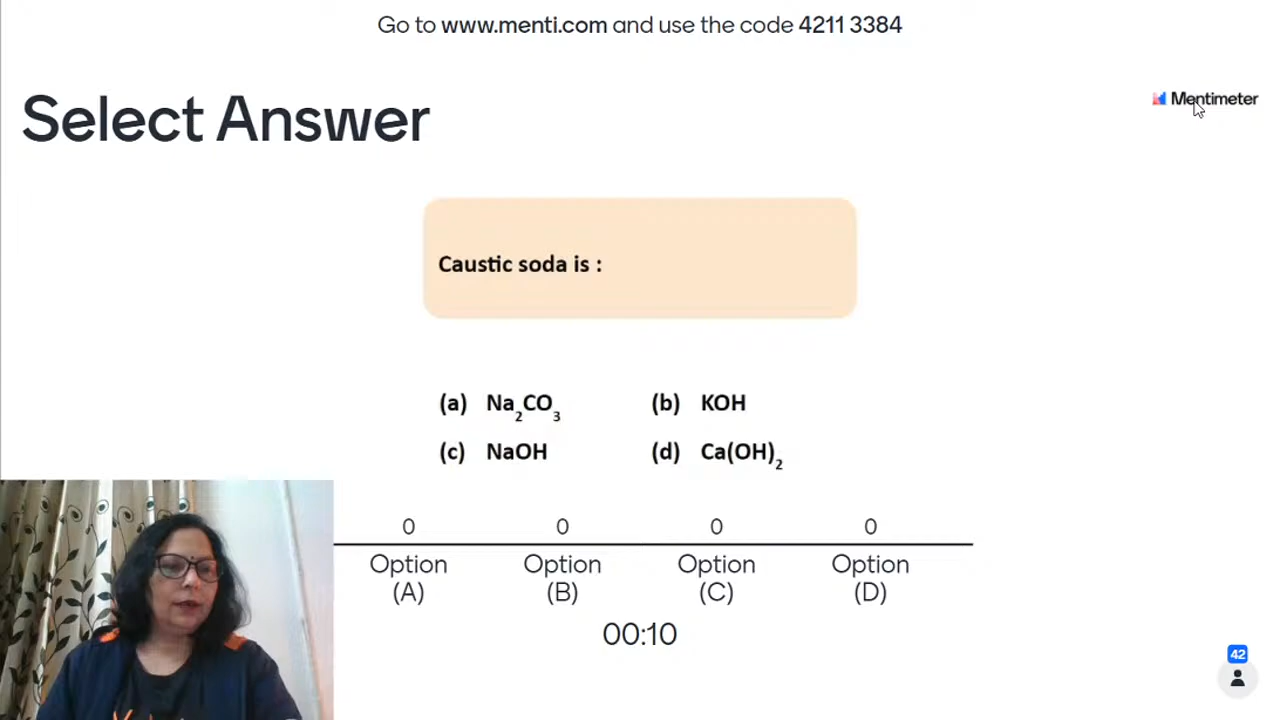 Go to www.menti.com and use the code 4211 3384
Select Answer
Mentimeter
Caustic soda is :
(a) Na₂CO₃ (b) KOH
(c) NaOH (d) Ca(OH)₂
0 0 0 0
Option Option Option Option
(A) (B) (C) (D)
00:10
42